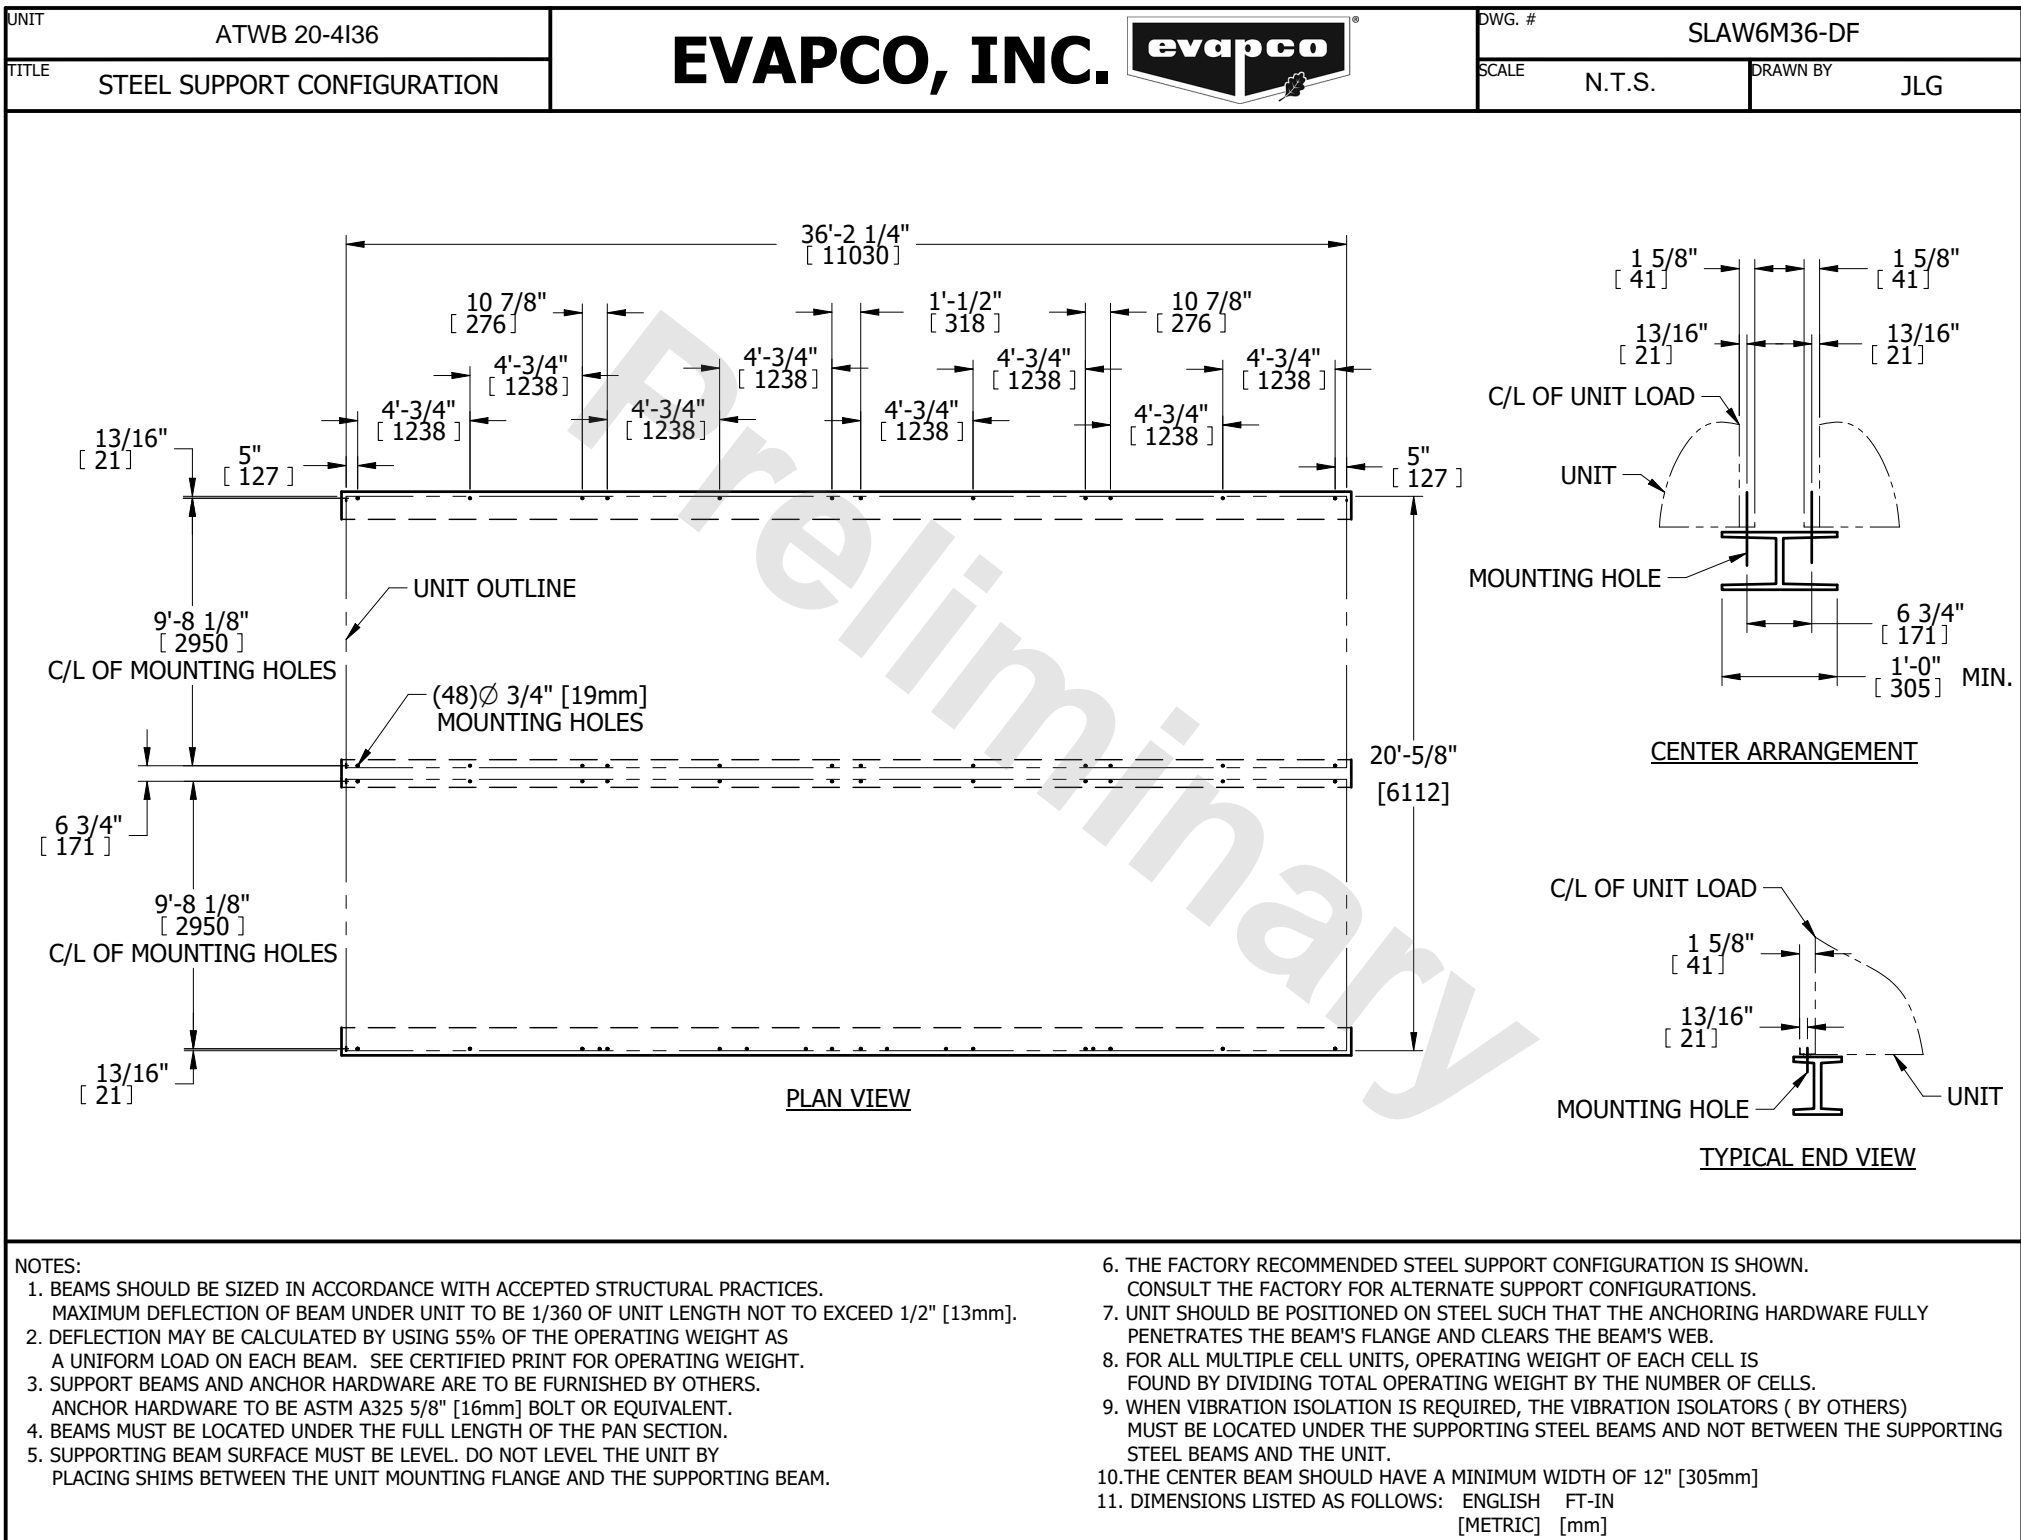 UNIT
ATWB 20-4I36
TITLE
STEEL SUPPORT CONFIGURATION
EVAPCO, INC.
evapco
®
DWG. #
SLAW6M36-DF
SCALE
N.T.S.
DRAWN BY
JLG
36'-2 1/4"
[ 11030]
10 7/8"
[ 276]
1'-1/2"
[ 318 ]
10 7/8"
[ 276 ]
4'-3/4"
[ 1238]
4'-3/4"
[ 1238]
4'-3/4"
[ 1238]
4'-3/4"
[ 1238]
4'-3/4"
[ 1238 ]
4'-3/4"
[ 1238]
4'-3/4"
[ 1238]
4'-3/4"
[ 1238]
13/16"
[ 21]
5"
[ 127 ]
5"
[ 127 ]
UNIT OUTLINE
9'-8 1/8"
[ 2950 ]
C/L OF MOUNTING HOLES
(48)Ø 3/4" [19mm]
MOUNTING HOLES
20'-5/8"
[6112]
6 3/4"
[ 171 ]
9'-8 1/8"
[ 2950 ]
C/L OF MOUNTING HOLES
13/16"
[ 21]
PLAN VIEW
Preliminary
1 5/8"
[ 41]
1 5/8"
[ 41]
13/16"
[ 21]
13/16"
[ 21]
C/L OF UNIT LOAD
UNIT
MOUNTING HOLE
6 3/4"
[ 171]
1'-0"
[ 305] MIN.
CENTER ARRANGEMENT
C/L OF UNIT LOAD
1 5/8"
[ 41]
13/16"
[ 21]
MOUNTING HOLE
UNIT
TYPICAL END VIEW
NOTES:
1. BEAMS SHOULD BE SIZED IN ACCORDANCE WITH ACCEPTED STRUCTURAL PRACTICES.
MAXIMUM DEFLECTION OF BEAM UNDER UNIT TO BE 1/360 OF UNIT LENGTH NOT TO EXCEED 1/2" [13mm].
2. DEFLECTION MAY BE CALCULATED BY USING 55% OF THE OPERATING WEIGHT AS
A UNIFORM LOAD ON EACH BEAM. SEE CERTIFIED PRINT FOR OPERATING WEIGHT.
3. SUPPORT BEAMS AND ANCHOR HARDWARE ARE TO BE FURNISHED BY OTHERS.
ANCHOR HARDWARE TO BE ASTM A325 5/8" [16mm] BOLT OR EQUIVALENT.
4. BEAMS MUST BE LOCATED UNDER THE FULL LENGTH OF THE PAN SECTION.
5. SUPPORTING BEAM SURFACE MUST BE LEVEL. DO NOT LEVEL THE UNIT BY
PLACING SHIMS BETWEEN THE UNIT MOUNTING FLANGE AND THE SUPPORTING BEAM.
6. THE FACTORY RECOMMENDED STEEL SUPPORT CONFIGURATION IS SHOWN.
CONSULT THE FACTORY FOR ALTERNATE SUPPORT CONFIGURATIONS.
7. UNIT SHOULD BE POSITIONED ON STEEL SUCH THAT THE ANCHORING HARDWARE FULLY
PENETRATES THE BEAM'S FLANGE AND CLEARS THE BEAM'S WEB.
8. FOR ALL MULTIPLE CELL UNITS, OPERATING WEIGHT OF EACH CELL IS
FOUND BY DIVIDING TOTAL OPERATING WEIGHT BY THE NUMBER OF CELLS.
9. WHEN VIBRATION ISOLATION IS REQUIRED, THE VIBRATION ISOLATORS ( BY OTHERS)
MUST BE LOCATED UNDER THE SUPPORTING STEEL BEAMS AND NOT BETWEEN THE SUPPORTING
STEEL BEAMS AND THE UNIT.
10.THE CENTER BEAM SHOULD HAVE A MINIMUM WIDTH OF 12" [305mm]
11. DIMENSIONS LISTED AS FOLLOWS: ENGLISH FT-IN
[METRIC] [mm]